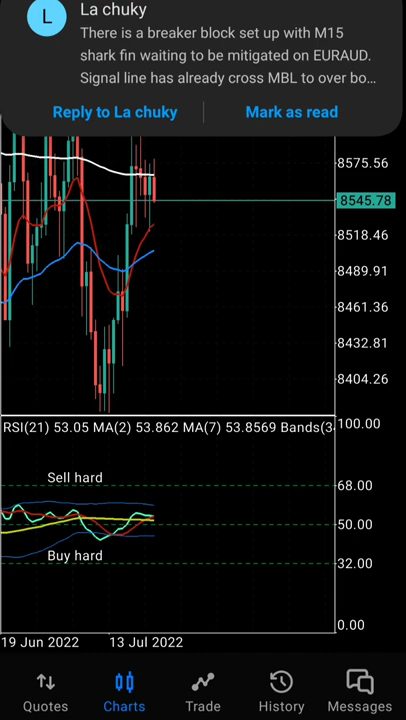 La chuky
L
There is a breaker block set up with M15
shark fin waiting to be mitigated on EURAUD.
Signal line has already cross MBL to over bo...
Reply to La chuky
Mark as read
8575.56
8545.78
8518.46
8489.91
8461.36
8432.81
8404.26
RSI(21) 53.05 MA(2) 53.862 MA(7) 53.8569 Bands(3
100.00
Sell hard
68.00
50.00
Buy hard
32.00
0.00
19 Jun 2022
13 Jul 2022
Quotes
Charts
Trade
History
Messages